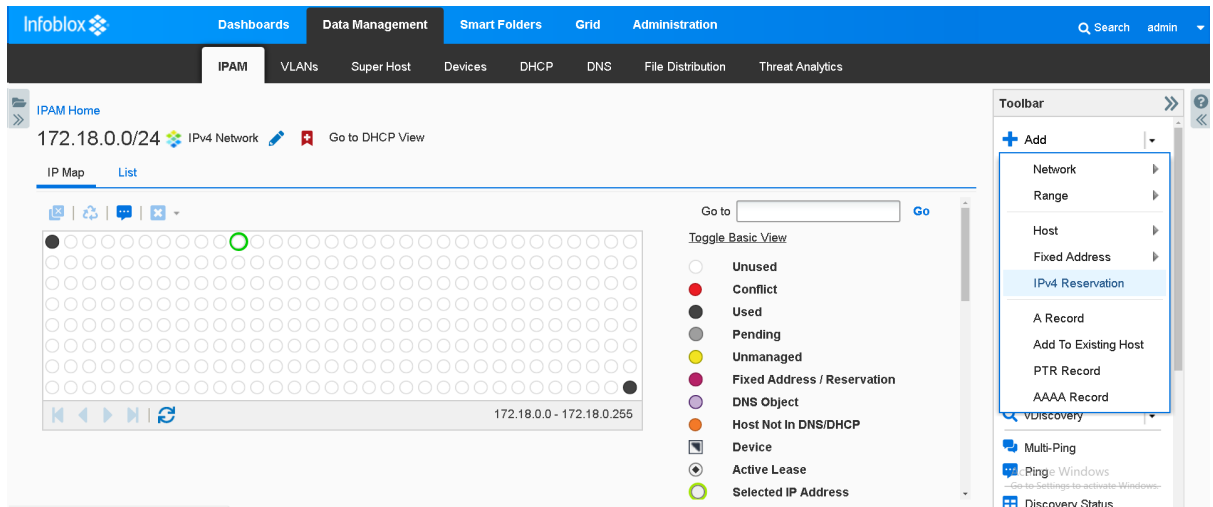 Infoblox
Dashboards Data Management Smart Folders Grid Administration
Search admin
IPAM VLANs Super Host Devices DHCP DNS File Distribution Threat Analytics
IPAM Home
172.18.0.0/24 IPv4 Network Go to DHCP View
IP Map List
Go to Go
Toggle Basic View
Unused
Conflict
Used
Pending
Unmanaged
Fixed Address / Reservation
DNS Object
Host Not In DNS/DHCP
Device
Active Lease
Selected IP Address
172.18.0.0 - 172.18.0.255
Toolbar
Add
Network
Range
Host
Fixed Address
IPv4 Reservation
A Record
Add To Existing Host
PTR Record
AAAA Record
vDiscovery
Multi-Ping
Ping
Windows
Go to Settings to activate Windows.
Discovery Status